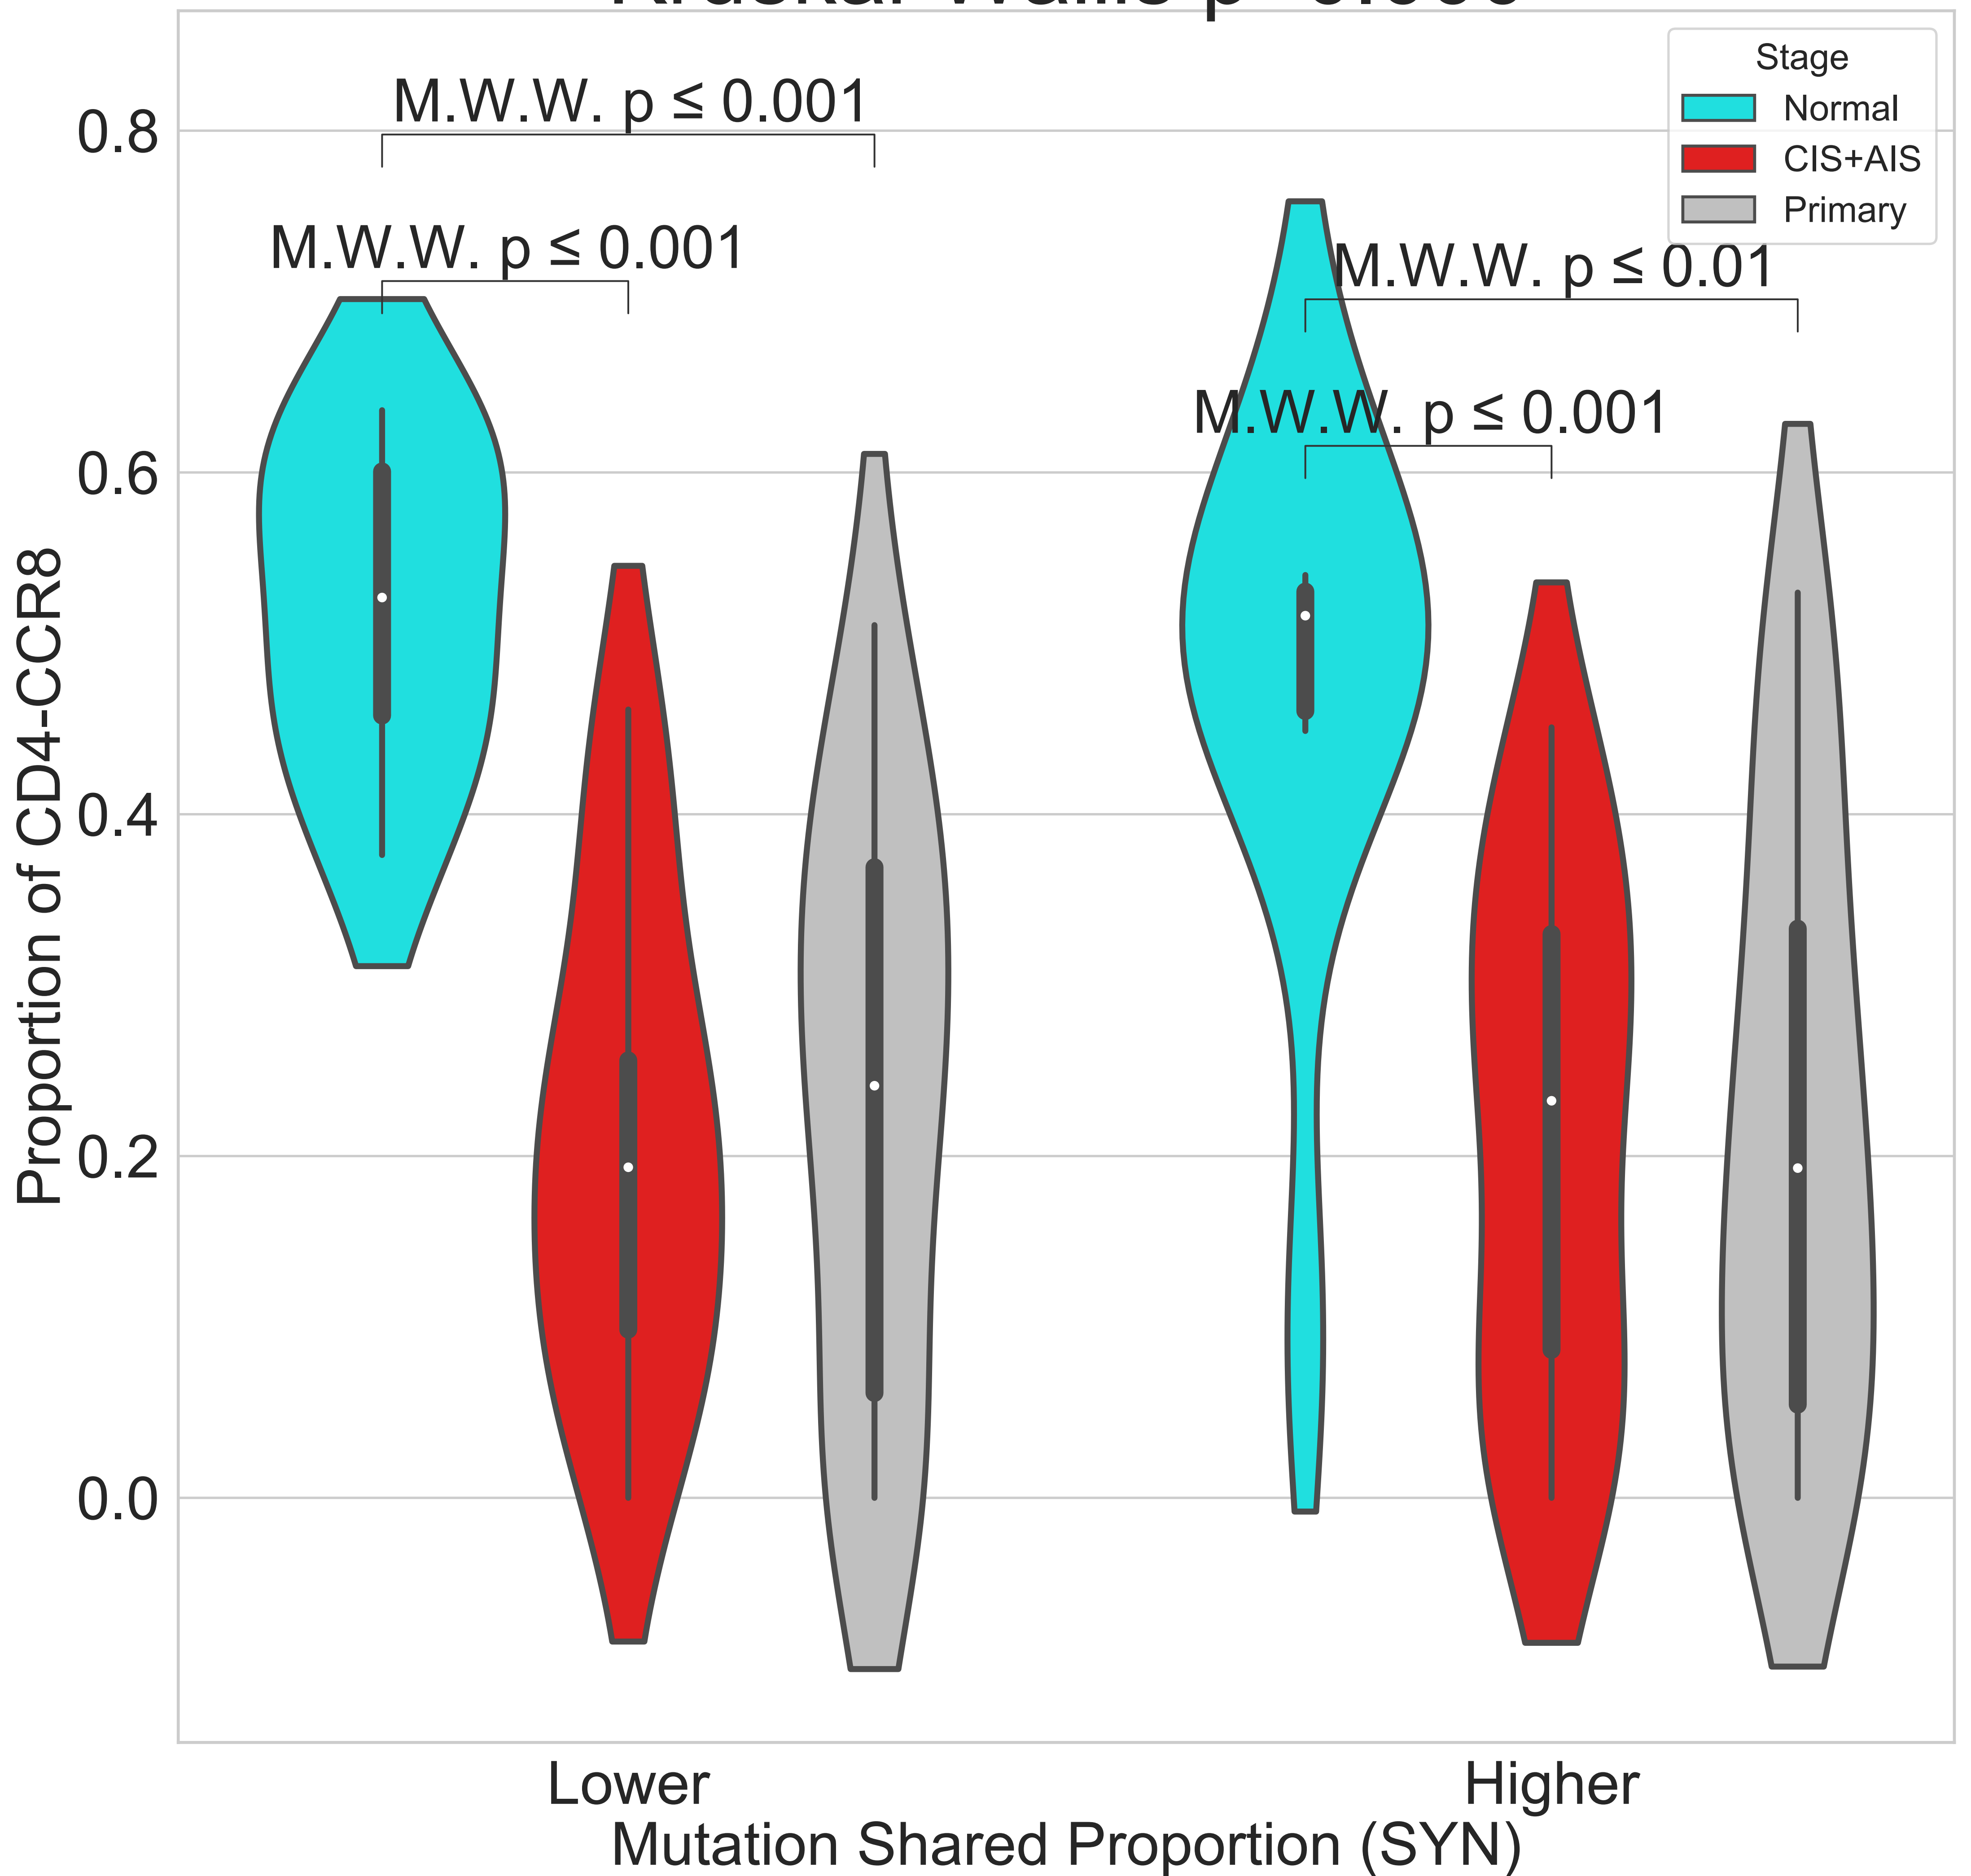 Stage
Normal
CIS+AIS
Primary
M.W.W. p ≤ 0.001
M.W.W. p ≤ 0.001
M.W.W. p ≤ 0.01
M.W.W. p ≤ 0.001
0.8
0.6
0.4
0.2
0.0
Proportion of CD4-CCR8
Lower
Higher
Mutation Shared Proportion (SYN)